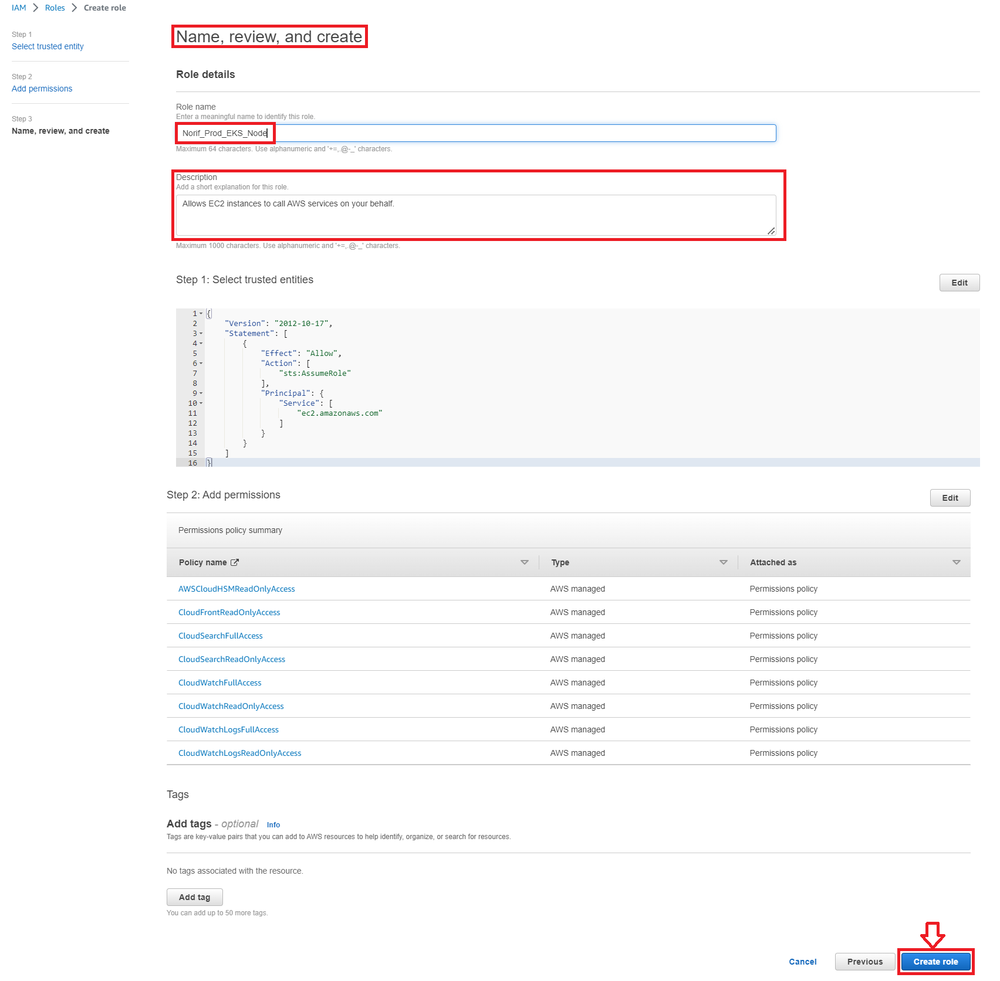 IAM > Roles > Create role
Step 1
Select trusted entity
Step 2
Add permissions
Step 3
Name, review, and create
Name, review, and create
Role details
Role name
Enter a meaningful name to identify this role.
Norif_Prod_EKS_Node
Maximum 64 characters. Use alphanumeric and '+=,.@-_' characters.
Description
Add a short explanation for this role.
Allows EC2 instances to call AWS services on your behalf.
Maximum 1000 characters. Use alphanumeric and '+=,.@-_' characters.
Step 1: Select trusted entities
Edit
1 {
2 "Version": "2012-10-17",
3 "Statement": [
4 {
5 "Effect": "Allow",
6 "Action": [
7 "sts:AssumeRole"
8 ],
9 "Principal": {
10 "Service": [
11 "ec2.amazonaws.com"
12 ]
13 }
14 }
15 ]
16 }
Step 2: Add permissions
Edit
Permissions policy summary
Policy name Type Attached as
AWSCloudHSMReadOnlyAccess AWS managed Permissions policy
CloudFrontReadOnlyAccess AWS managed Permissions policy
CloudSearchFullAccess AWS managed Permissions policy
CloudSearchReadOnlyAccess AWS managed Permissions policy
CloudWatchFullAccess AWS managed Permissions policy
CloudWatchReadOnlyAccess AWS managed Permissions policy
CloudWatchLogsFullAccess AWS managed Permissions policy
CloudWatchLogsReadOnlyAccess AWS managed Permissions policy
Tags
Add tags - optional Info
Tags are key-value pairs that you can add to AWS resources to help identify, organize, or search for resources.
No tags associated with the resource.
Add tag
You can add up to 50 more tags.
Cancel Previous Create role